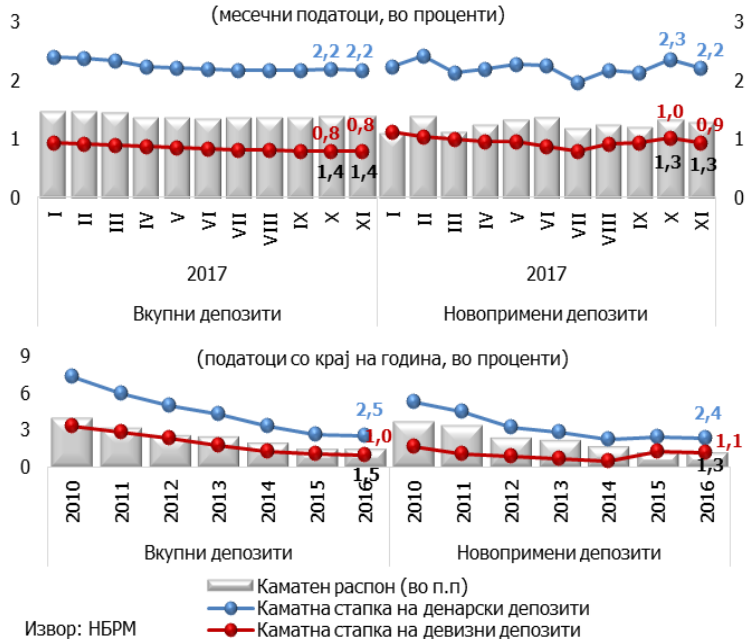 (месечни податоци, во проценти)
3
2
1
0
3
2
1
0
2,2 2,2
0,8 0,8
1,4 1,4
2,3 2,2
1,0 0,9
1,3 1,3
I II III IV V VI VII VIII IX X XI
I II III IV V VI VII VIII IX X XI
2017 2017
Вкупни депозити Новопримени депозити
(податоци со крај на година, во проценти)
9
6
3
0
2,5
1,0
1,5
2,4
1,1
1,3
2010 2011 2012 2013 2014 2015 2016
2010 2011 2012 2013 2014 2015 2016
Вкупни депозити Новопримени депозити
Каматен распон (во п.п)
Каматна стапка на денарски депозити
Каматна стапка на девизни депозити
Извор: НБРМ